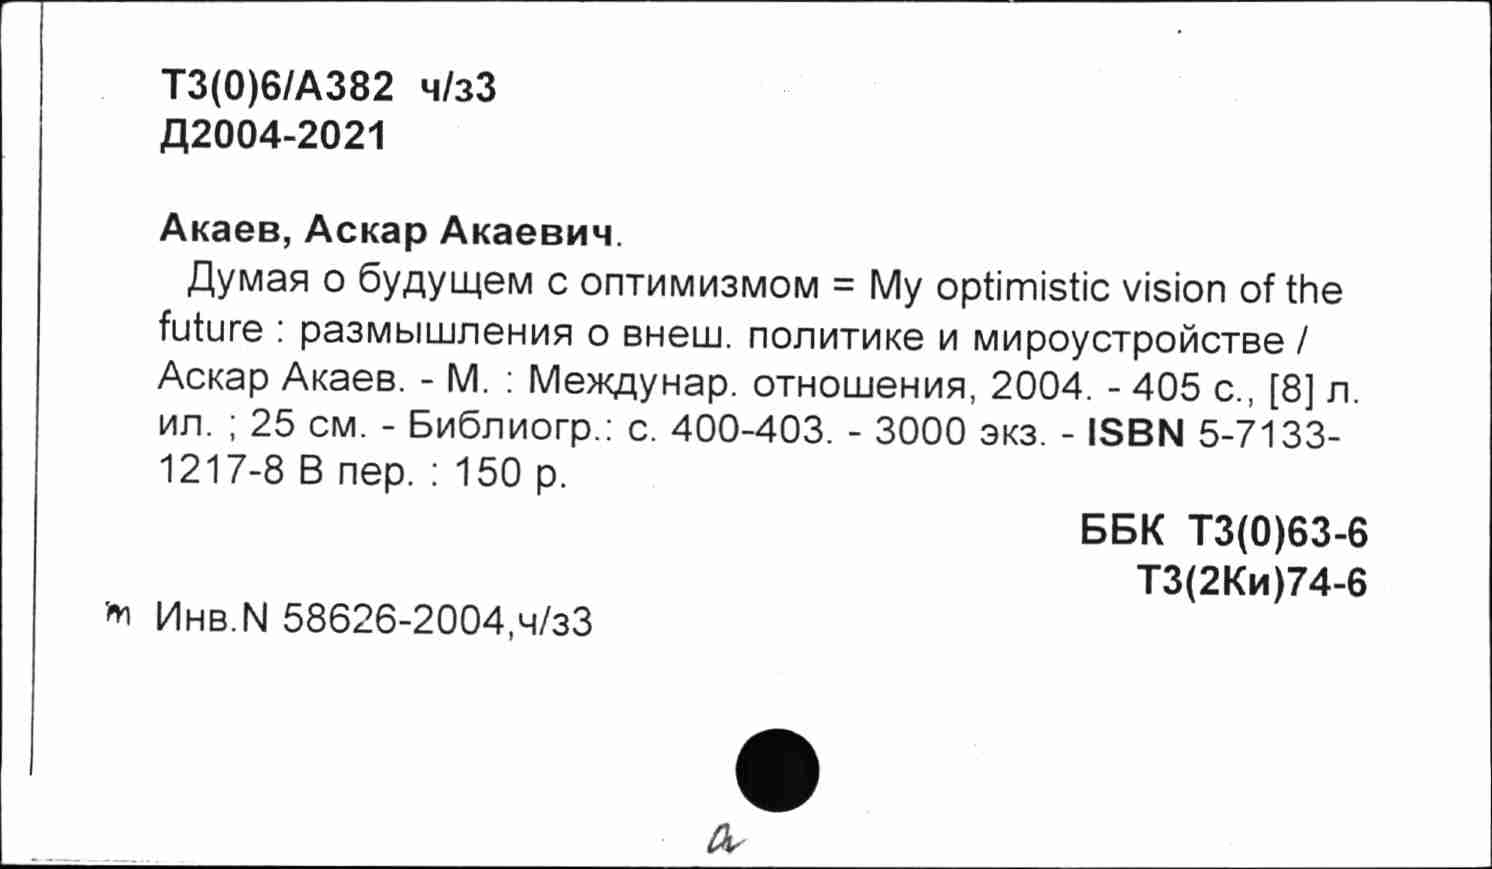 Т3(0)6/А382 ч/з3
Д2004-2021
Акаев, Аскар Акаевич.
Думая о будущем с оптимизмом = My optimistic vision of the
future : размышления о внеш. политике и мироустройстве /
Аскар Акаев. - М. : Междунар. отношения, 2004. - 405 с., [8] л.
ил. ; 25 см. - Библиогр.: с. 400-403. - 3000 экз. - ISBN 5-7133-
1217-8 В пер. : 150 р.
ББК Т3(0)63-6
Т3(2Ки)74-6
т Инв.N 58626-2004,ч/з3
а